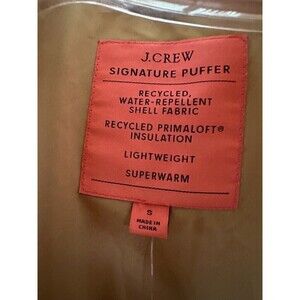 J.CREW
SIGNATURE PUFFER
RECYCLED,
WATER-REPELLENT
SHELL FABRIC
RECYCLED PRIMALOFT®
INSULATION
LIGHTWEIGHT
SUPERWARM
S
MADE IN
CHINA